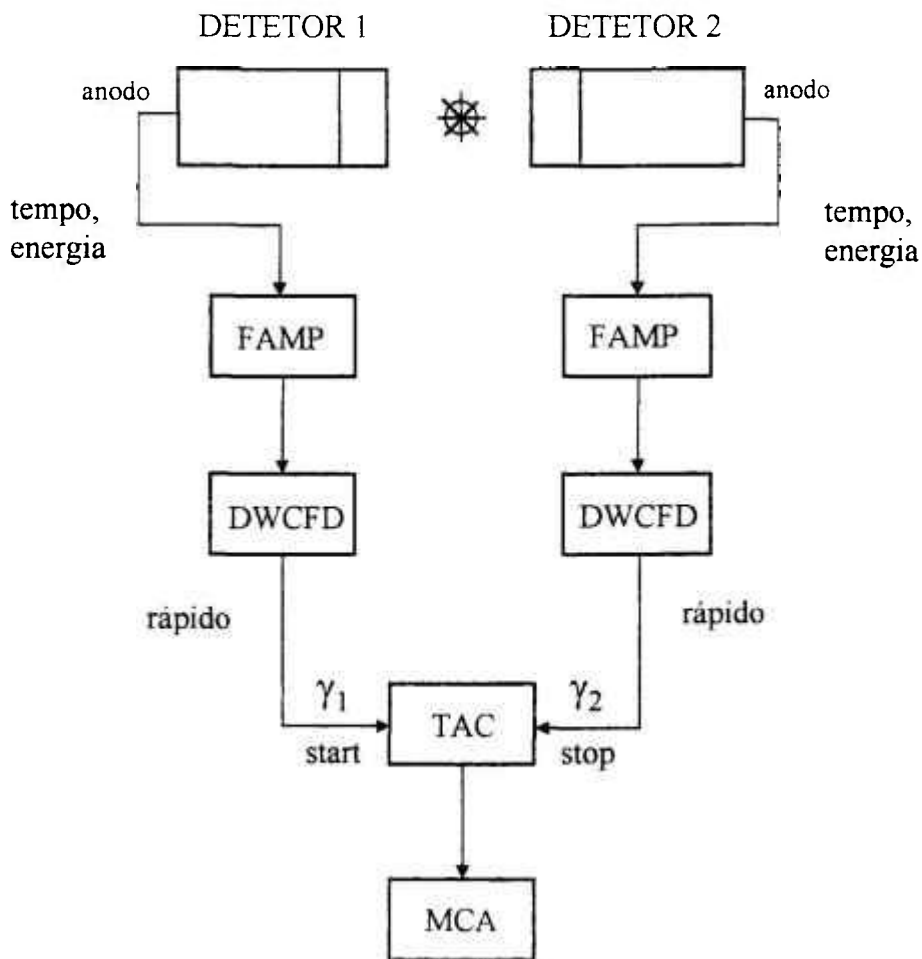 DETETOR 1
DETETOR 2
anodo
anodo
tempo,
energia
tempo,
energia
FAMP
FAMP
DWCFD
DWCFD
rápido
rápido
γ1
γ2
start
TAC
stop
MCA